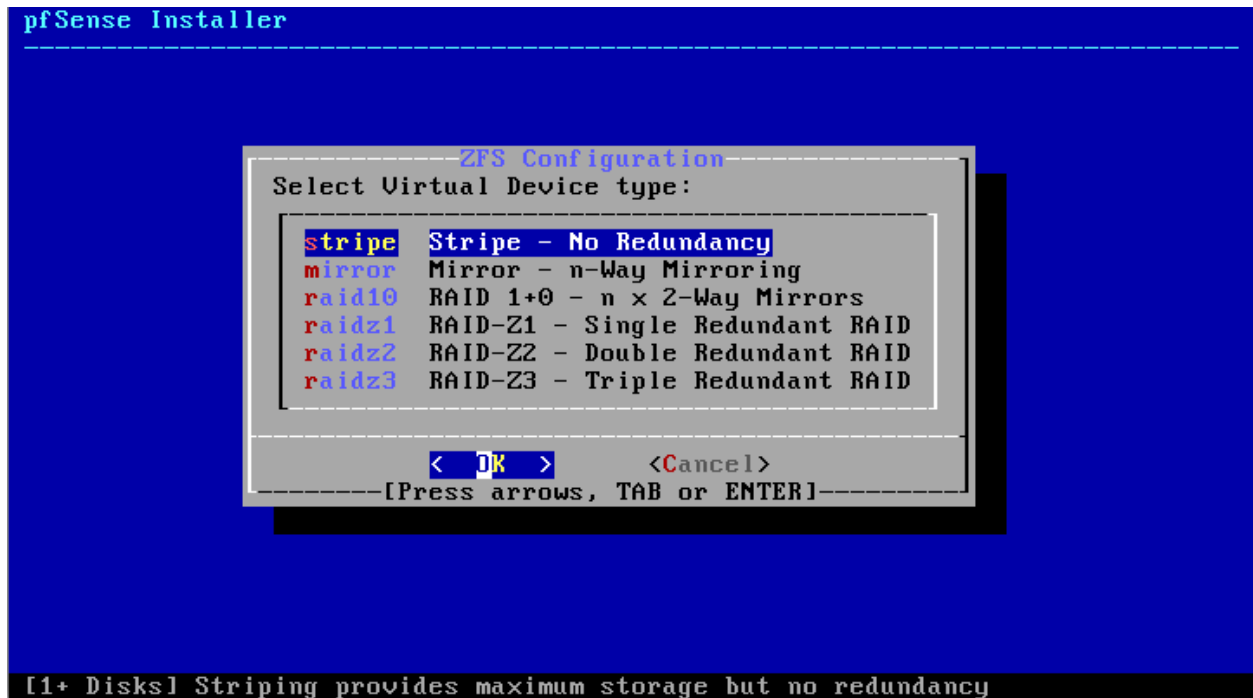 pfSense Installer
ZFS Configuration
Select Virtual Device type:
stripe Stripe - No Redundancy
mirror Mirror - n-Way Mirroring
raid10 RAID 1+0 - n x 2-Way Mirrors
raidz1 RAID-Z1 - Single Redundant RAID
raidz2 RAID-Z2 - Double Redundant RAID
raidz3 RAID-Z3 - Triple Redundant RAID
< OK > <Cancel>
[Press arrows, TAB or ENTER]
[1+ Disks] Striping provides maximum storage but no redundancy